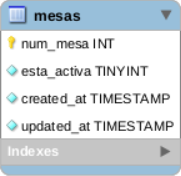 mesas
num_mesa INT
esta_activa TINYINT
created_at TIMESTAMP
updated_at TIMESTAMP
Indexes